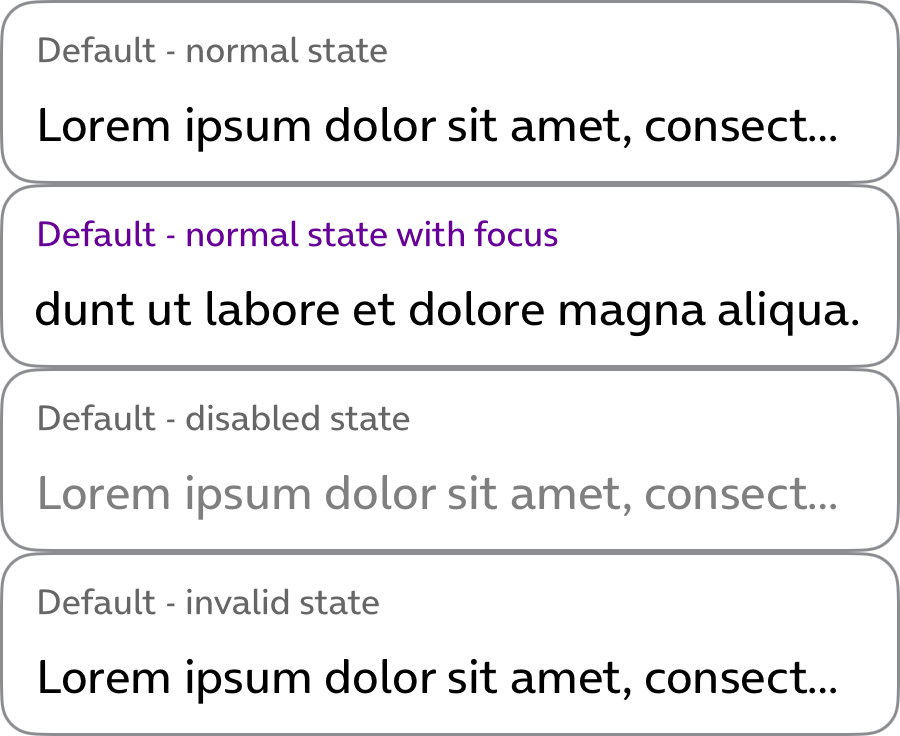 Default - normal state
Lorem ipsum dolor sit amet, consect...
Default - normal state with focus
dunt ut labore et dolore magna aliqua.
Default - disabled state
Lorem ipsum dolor sit amet, consect...
Default - invalid state
Lorem ipsum dolor sit amet, consect...